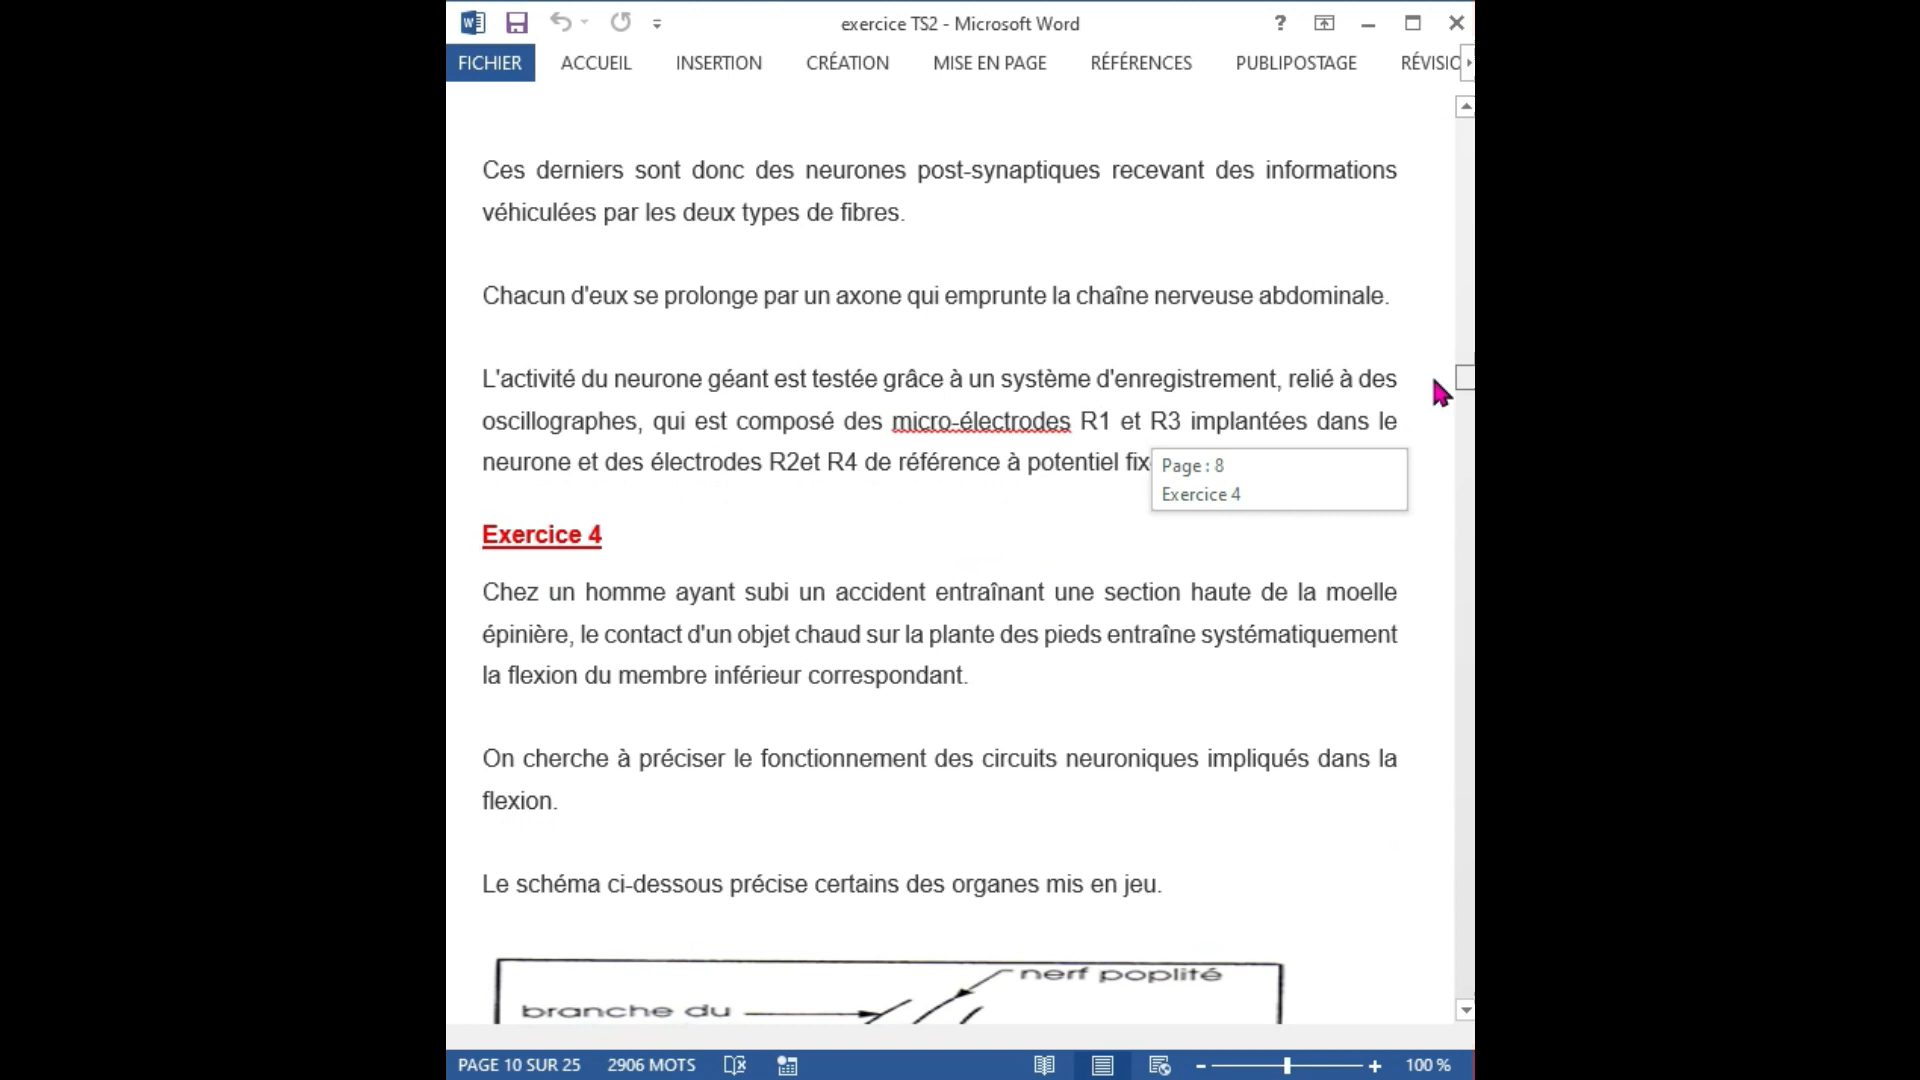 exercice TS2 - Microsoft Word
?
FICHIER ACCUEIL INSERTION CRÉATION MISE EN PAGE RÉFÉRENCES PUBLIPOSTAGE RÉVISIO
Ces derniers sont donc des neurones post-synaptiques recevant des informations
véhiculées par les deux types de fibres.
Chacun d'eux se prolonge par un axone qui emprunte la chaîne nerveuse abdominale.
L'activité du neurone géant est testée grâce à un système d'enregistrement, relié à des
oscillographes, qui est composé des micro-électrodes R1 et R3 implantées dans le
neurone et des électrodes R2et R4 de référence à potentiel fix
Page : 8
Exercice 4
Exercice 4
Chez un homme ayant subi un accident entraînant une section haute de la moelle
épinière, le contact d'un objet chaud sur la plante des pieds entraîne systématiquement
la flexion du membre inférieur correspondant.
On cherche à préciser le fonctionnement des circuits neuroniques impliqués dans la
flexion.
Le schéma ci-dessous précise certains des organes mis en jeu.
nerf poplité
branche du
PAGE 10 SUR 25 2906 MOTS 100 %